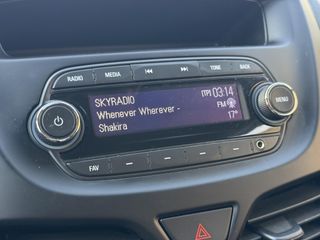 RADIO MEDIA TONE BACK
SKYRADIO [TP] 03:14
Whenever Wherever - FM
Shakira 17°
MENU
FAV - - - - -